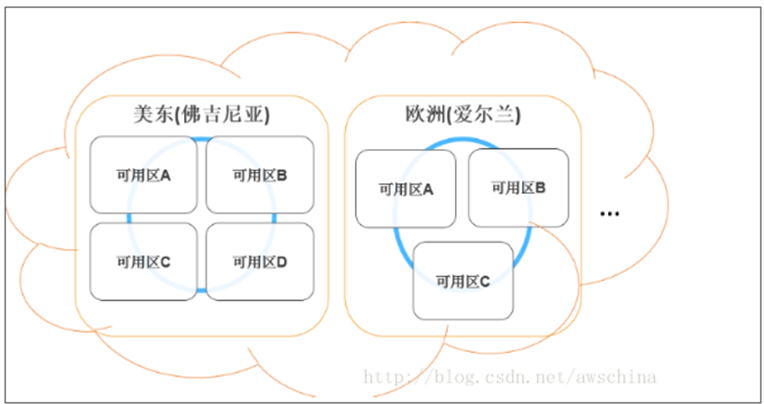 美东(佛吉尼亚)
可用区A
可用区B
可用区C
可用区D
欧洲(爱尔兰)
可用区A
可用区B
可用区C
...
http://blog.csdn.net/awschina